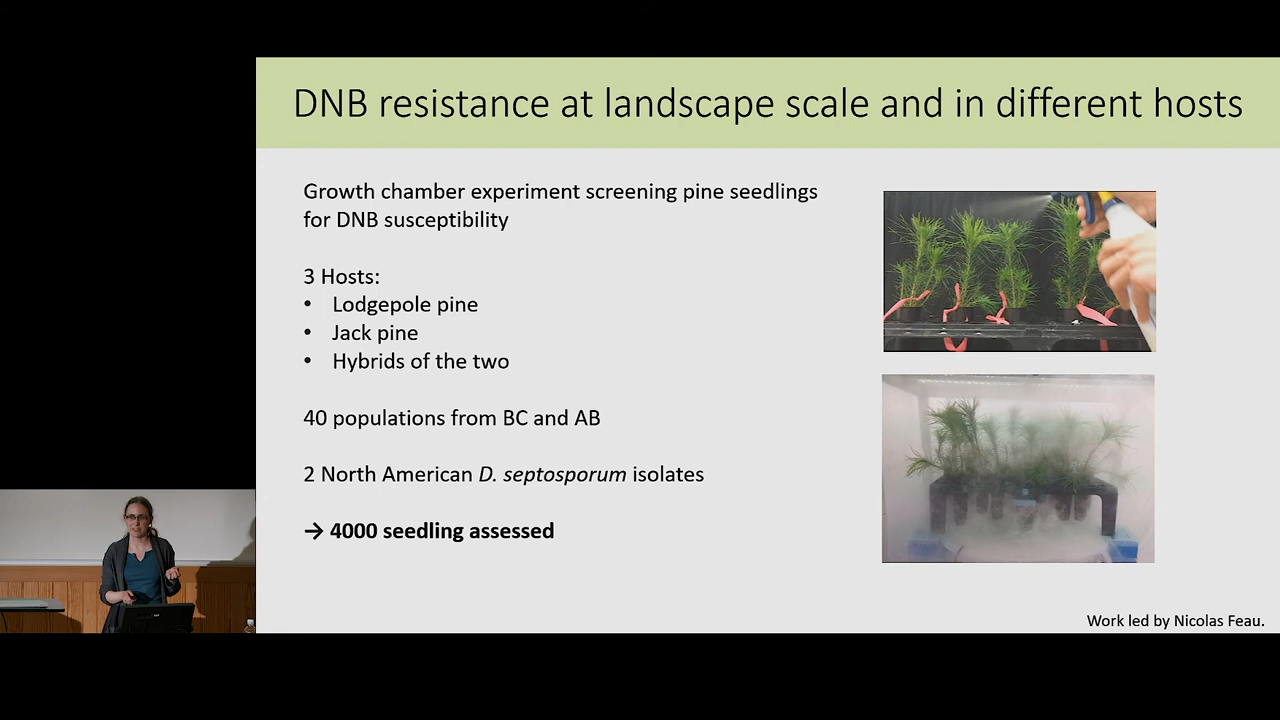 DNB resistance at landscape scale and in different hosts
Growth chamber experiment screening pine seedlings
for DNB susceptibility
3 Hosts:
• Lodgepole pine
• Jack pine
• Hybrids of the two
40 populations from BC and AB
2 North American D. septosporum isolates
→ 4000 seedling assessed
Work led by Nicolas Feau.